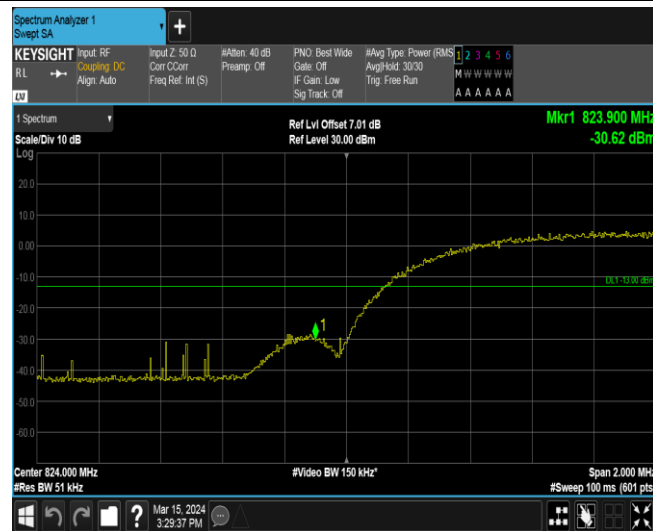 Spectrum Analyzer 1
Swept SA
+
KEYSIGHT Input: RF Input Z: 50 Ω #Atten: 40 dB PNO: Best Wide #Avg Type: Power (RMS 1 2 3 4 5 6
RL Coupling: DC Corr CCorr Preamp: Off Gate: Off Avg|Hold: 30/30 M W W W W W
Align: Auto Freq Ref: Int (S) IF Gain: Low Trig: Free Run
Sig Track: Off A A A A A A
LXI
1 Spectrum Ref Lvl Offset 7.01 dB Mkr1 823.900 MHz
Scale/Div 10 dB Ref Level 30.00 dBm -30.62 dBm
Log
20.0
10.0
0.00
-10.0
DL1 -13.00 dBm
-20.0
1
-30.0
-40.0
-50.0
-60.0
Center 824.000 MHz #Video BW 150 kHz* Span 2.000 MHz
#Res BW 51 kHz #Sweep 100 ms (601 pts
? Mar 15, 2024
3:29:37 PM